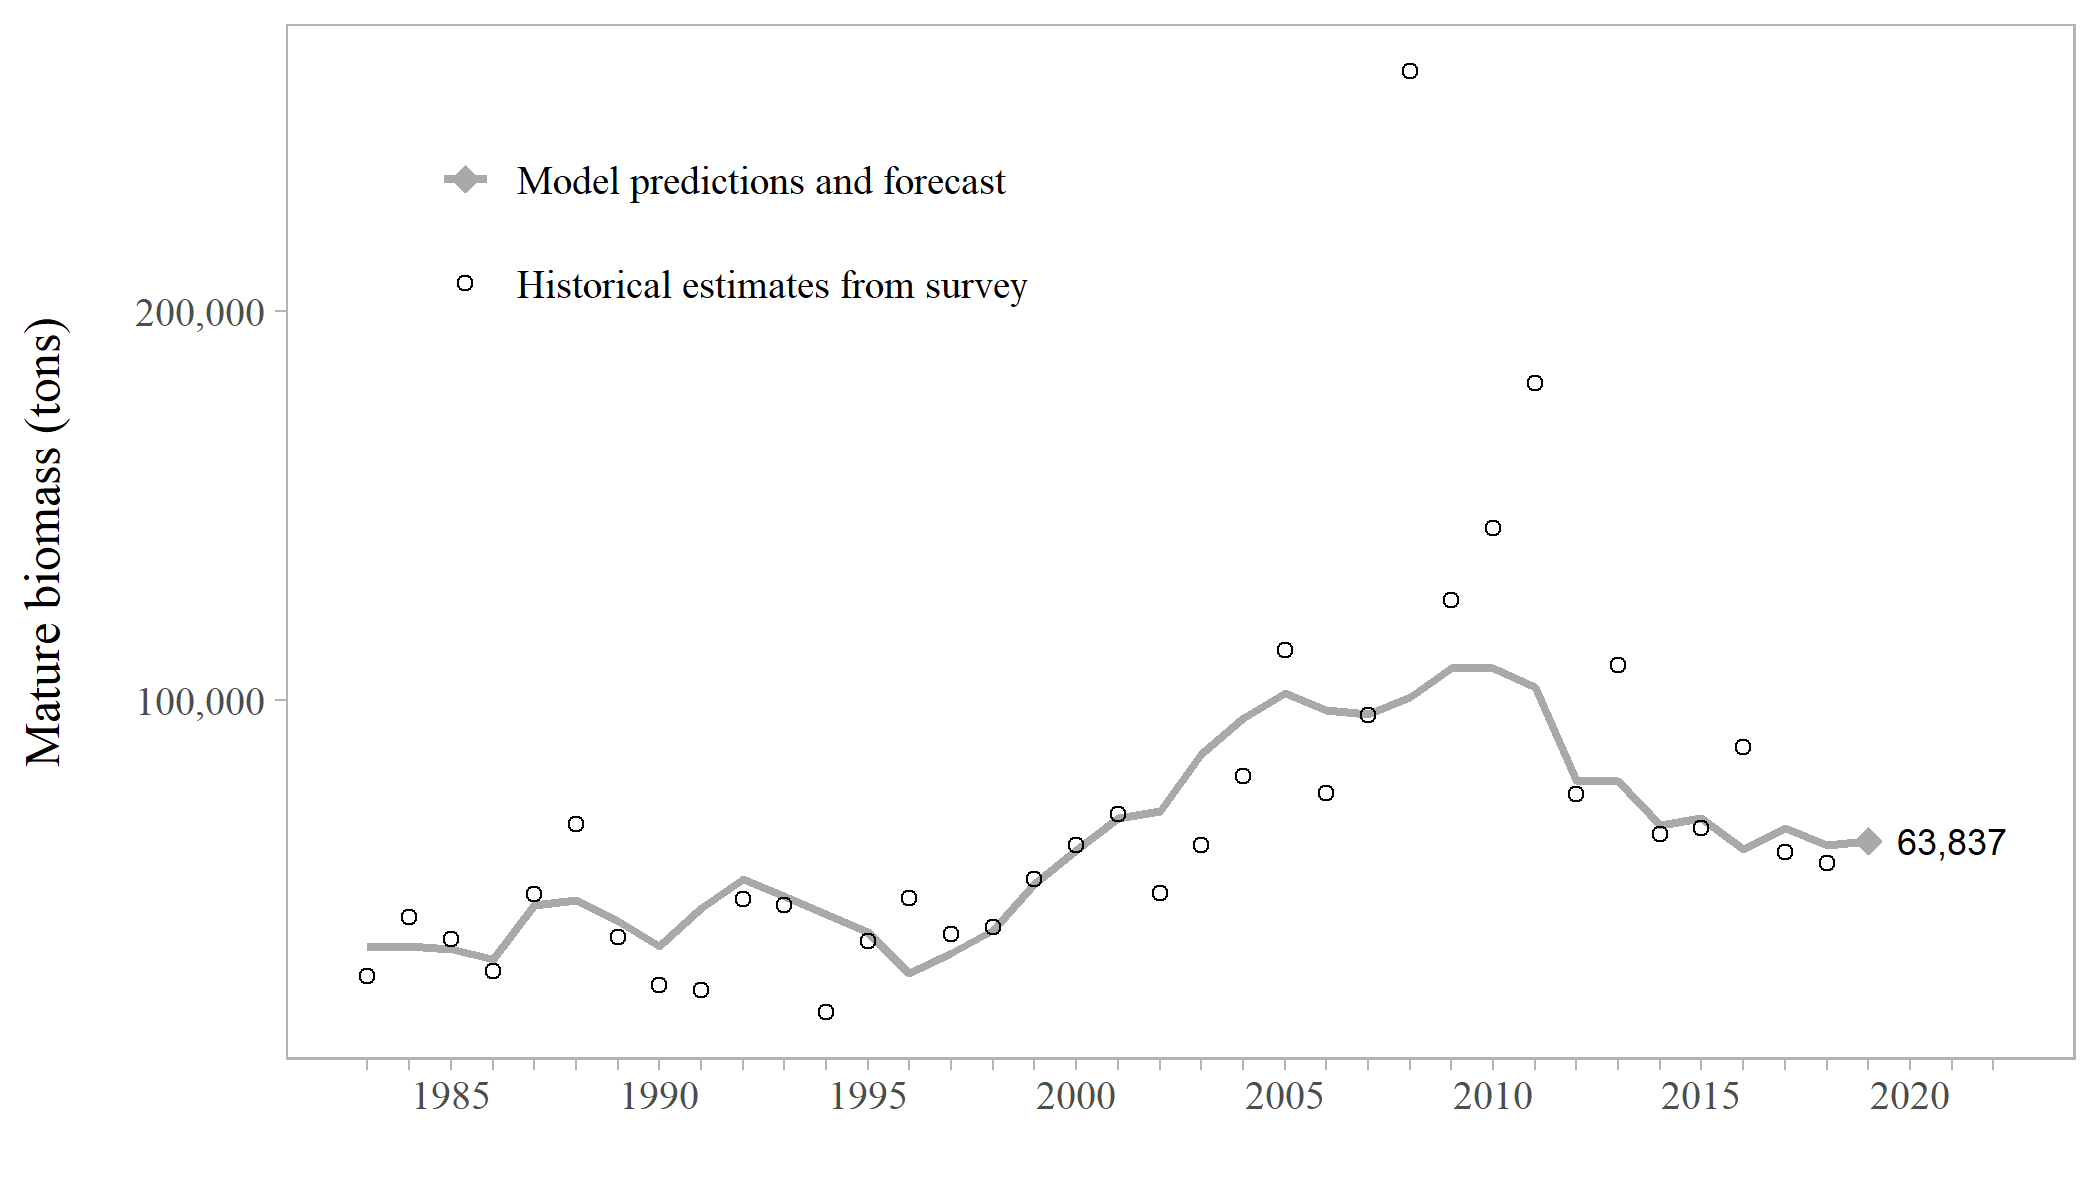 Model predictions and forecast
Historical estimates from survey
Mature biomass (tons)
200,000
100,000
63,837
1985 1990 1995 2000 2005 2010 2015 2020